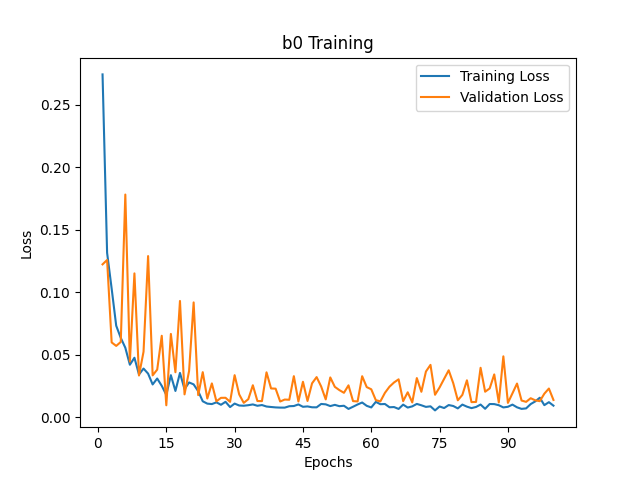 b0 Training
Training Loss
Validation Loss
0.25
0.20
0.15
0.10
0.05
0.00
Loss
0 15 30 45 60 75 90
Epochs